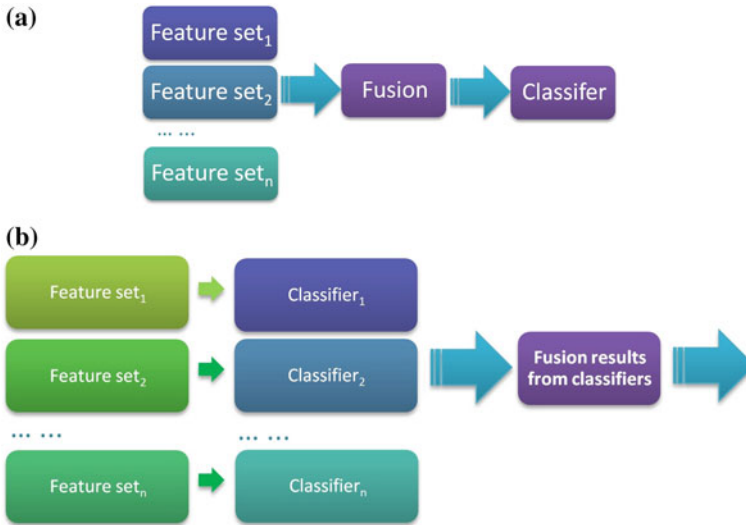 (a)
Feature set₁
Feature set₂
... ...
Feature setₙ
Fusion
Classifer
(b)
Feature set₁
Classifier₁
Feature set₂
Classifier₂
... ...
... ...
Feature setₙ
Classifierₙ
Fusion results
from classifiers